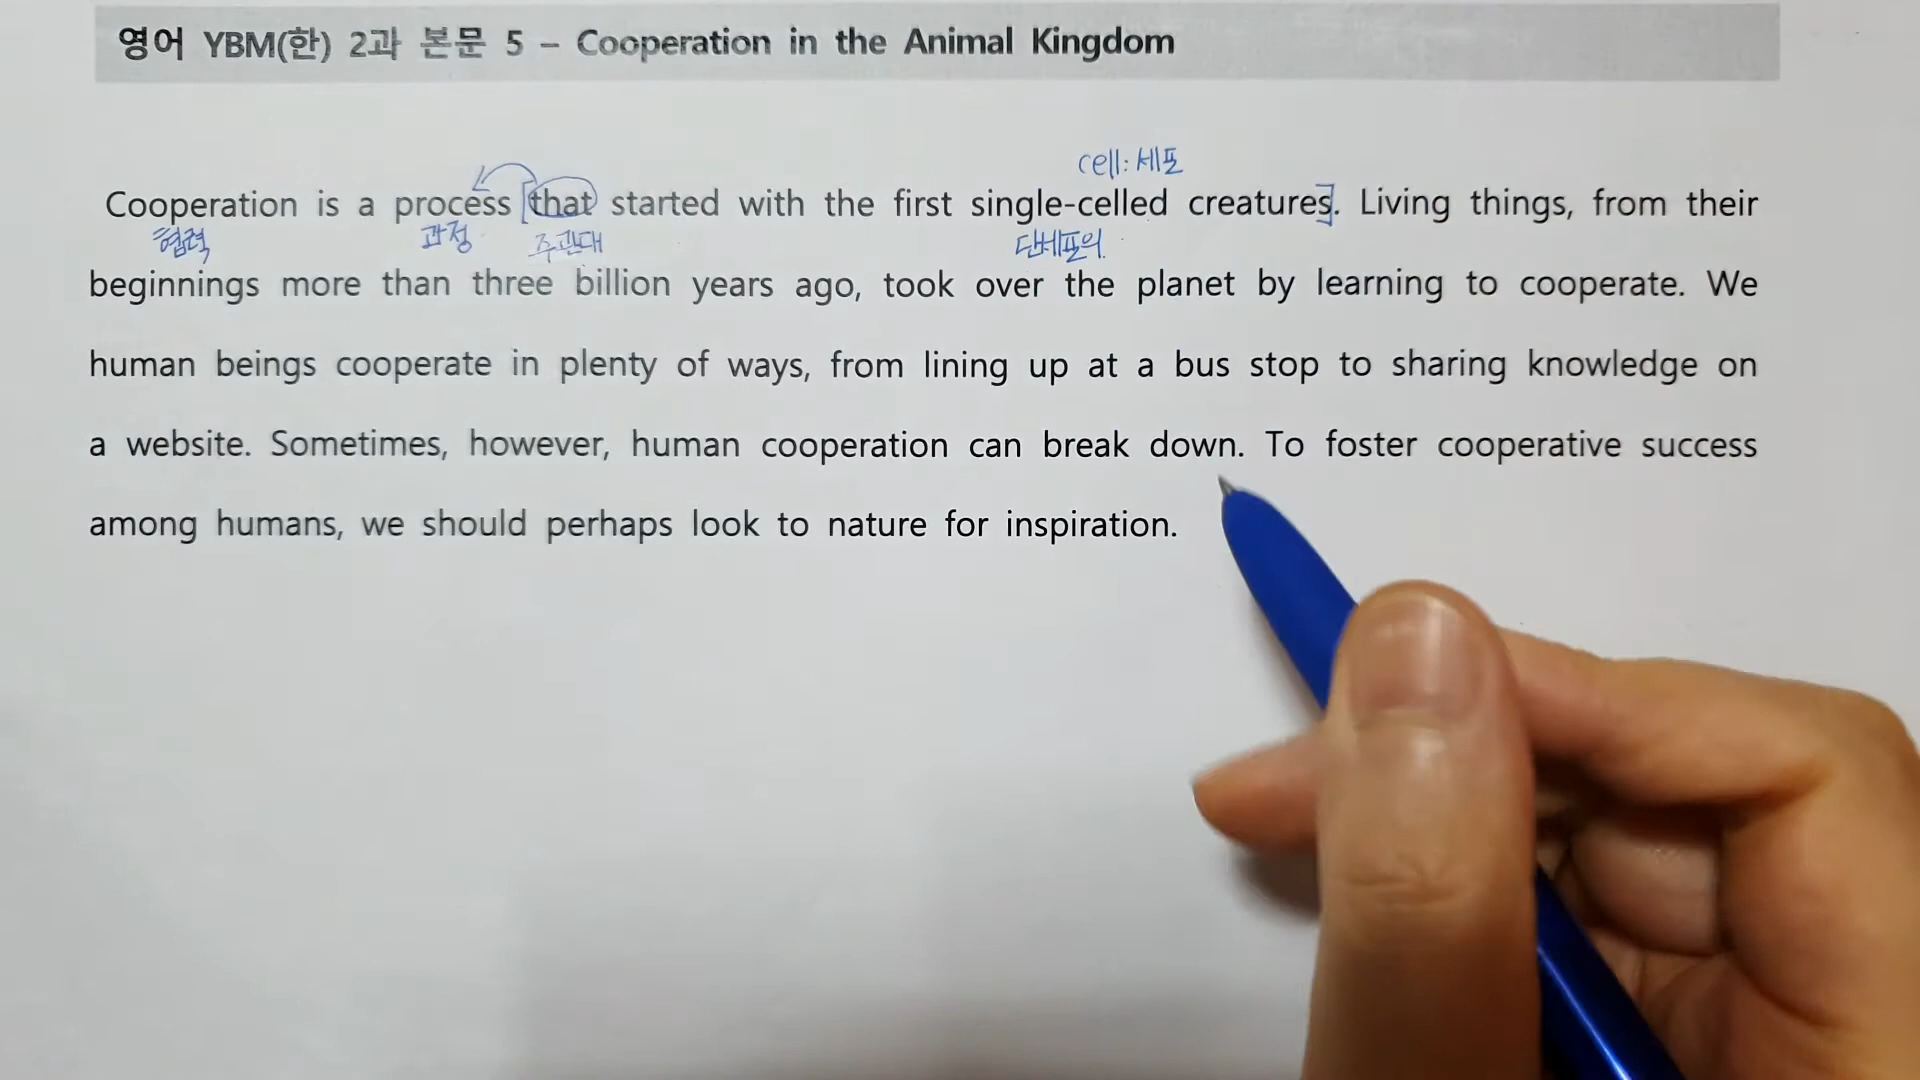 영어 YBM(한) 2과 본문 5 – Cooperation in the Animal Kingdom
cell: 세포
Cooperation is a process [that started with the first single-celled creatures]. Living things, from their
협력 과정 주관대 단세포의
beginnings more than three billion years ago, took over the planet by learning to cooperate. We
human beings cooperate in plenty of ways, from lining up at a bus stop to sharing knowledge on
a website. Sometimes, however, human cooperation can break down. To foster cooperative success
among humans, we should perhaps look to nature for inspiration.